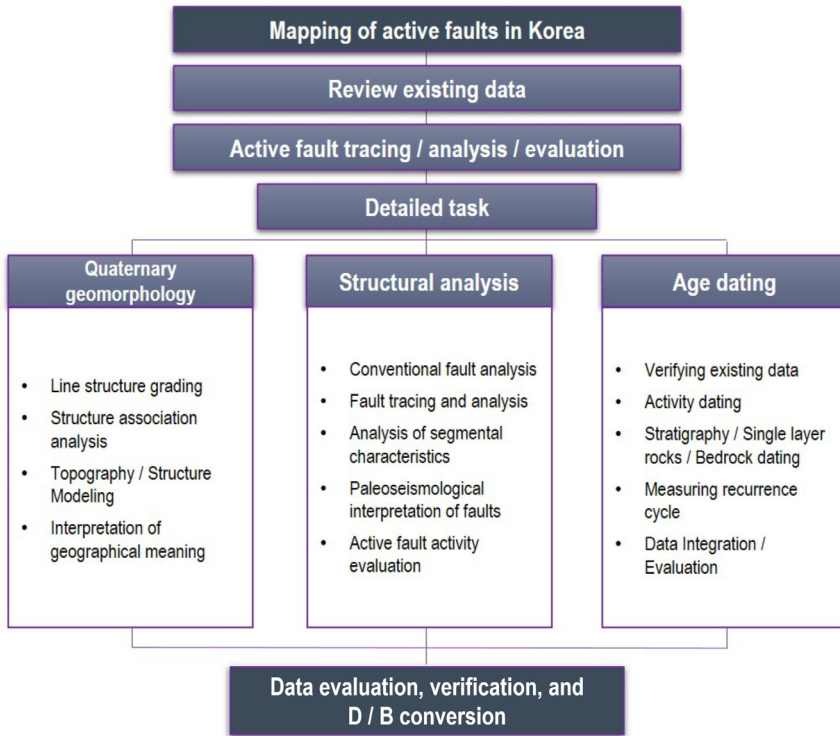 Mapping of active faults in Korea
Review existing data
Active fault tracing / analysis / evaluation
Detailed task
Quaternary
geomorphology
• Line structure grading
• Structure association
analysis
• Topography / Structure
Modeling
• Interpretation of
geographical meaning
Structural analysis
• Conventional fault analysis
• Fault tracing and analysis
• Analysis of segmental
characteristics
• Paleoseismological
interpretation of faults
• Active fault activity
evaluation
Age dating
• Verifying existing data
• Activity dating
• Stratigraphy / Single layer
rocks / Bedrock dating
• Measuring recurrence
cycle
• Data Integration /
Evaluation
Data evaluation, verification, and
D / B conversion